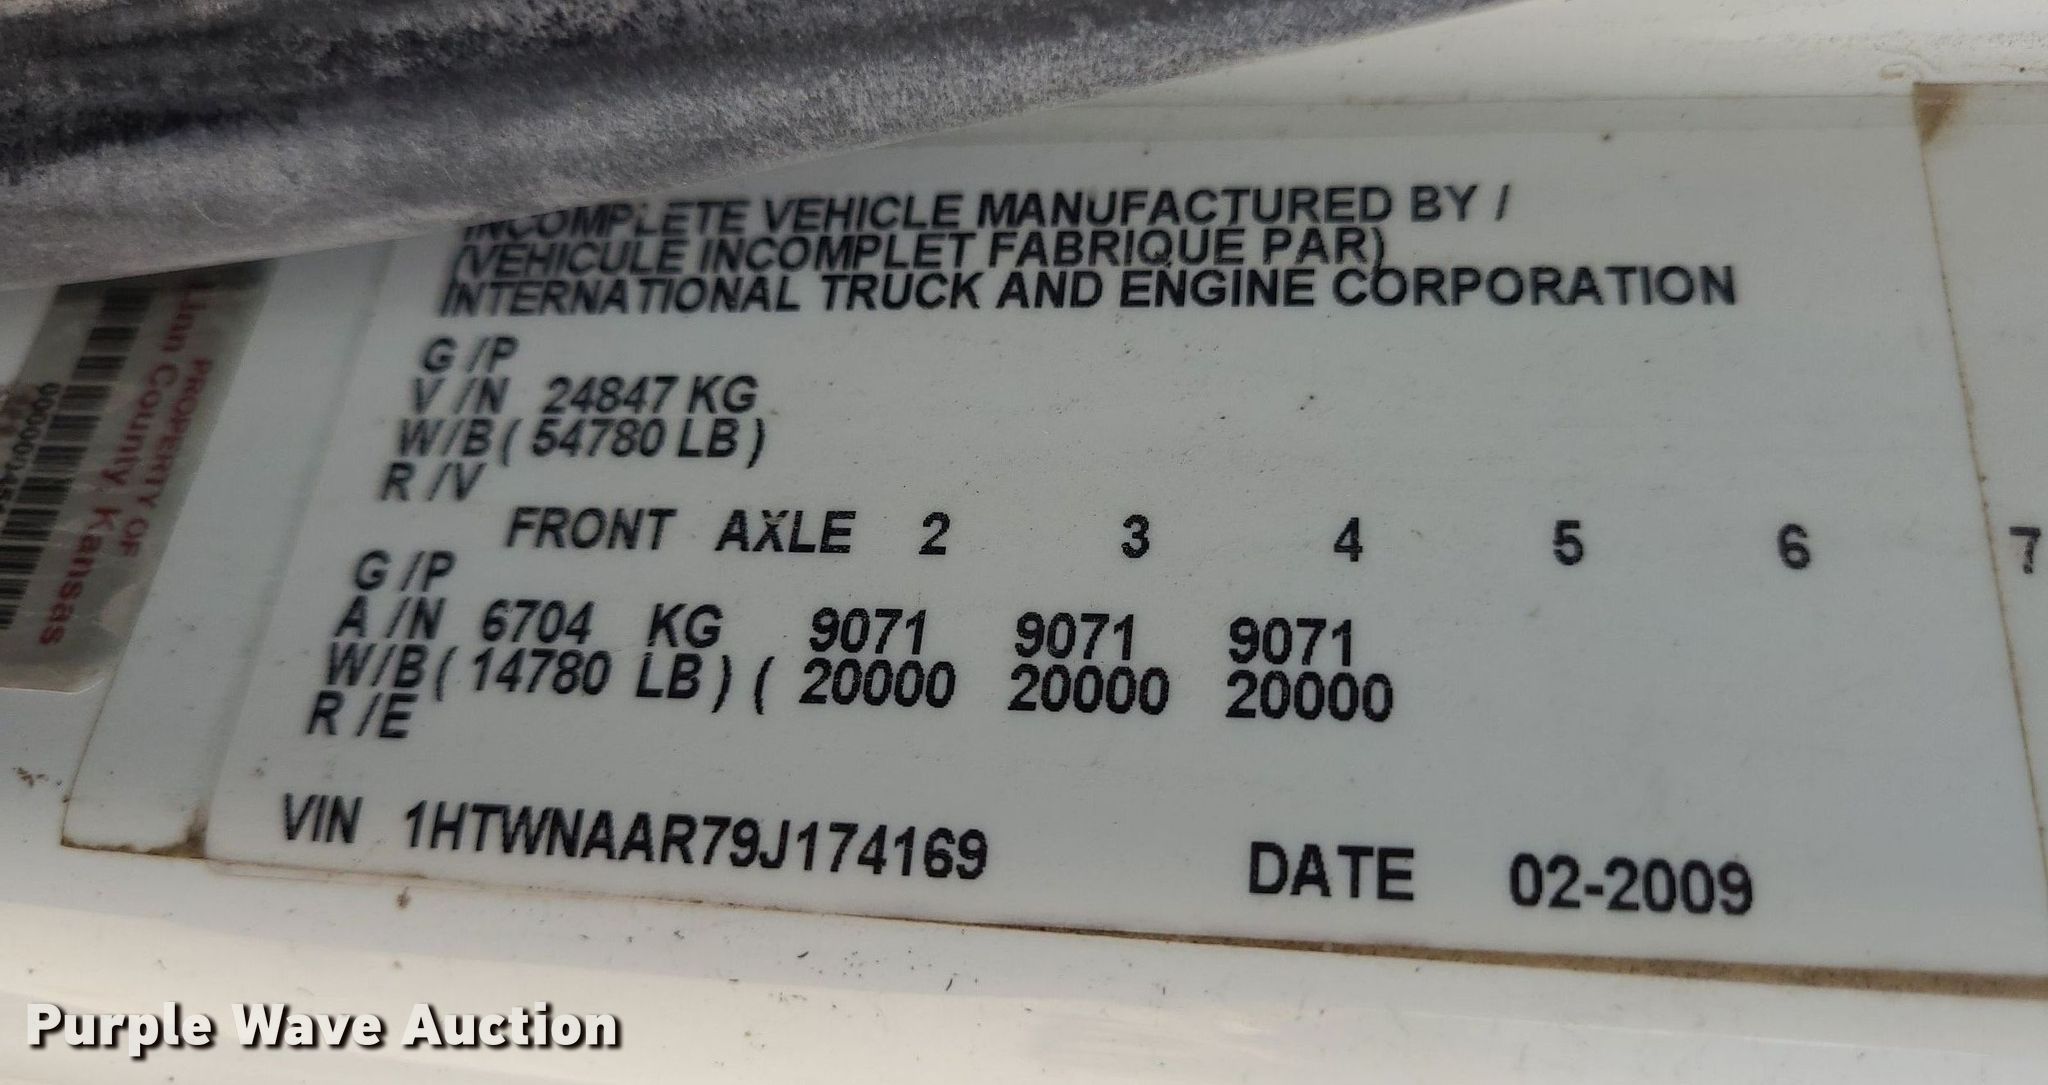 INCOMPLETE VEHICLE MANUFACTURED BY /
(VEHICULE INCOMPLET FABRIQUE PAR)
INTERNATIONAL TRUCK AND ENGINE CORPORATION
G /P
V /N 24847 KG
W/B ( 54780 LB )
R /V
FRONT AXLE 2 3 4 5 6 7
G /P
A /N 6704 KG 9071 9071 9071
W/B ( 14780 LB ) ( 20000 20000 20000
R /E
VIN 1HTWNAAR79J174169 DATE 02-2009
PROPERTY OF
Linn County, Kansas
Purple Wave Auction